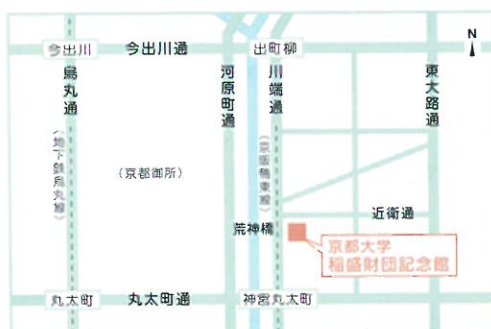 N
今出川
今出川通
出町柳
烏丸通
河原町通
川端通
東大路通
(地下鉄烏丸線)
(京阪鴨東線)
(京都御所)
近衛通
荒神橋
京都大学
稲盛財団記念館
丸太町
丸太町通
神宮丸太町